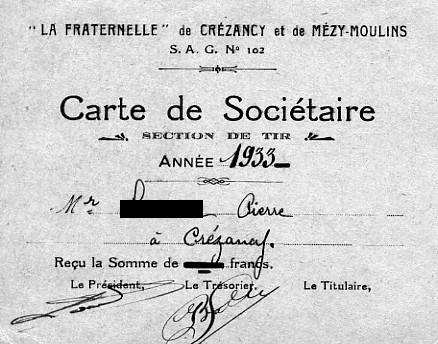 "LA FRATERNELLE" de CRÉZANCY et de MÉZY-MOULINS
S. A. G. Nº 102
Carte de Sociétaire
SECTION DE TIR
ANNÉE 1933
Mr Pierre
à Crézancy.
Reçu la Somme de francs.
Le Président, Le Trésorier. Le Titulaire,